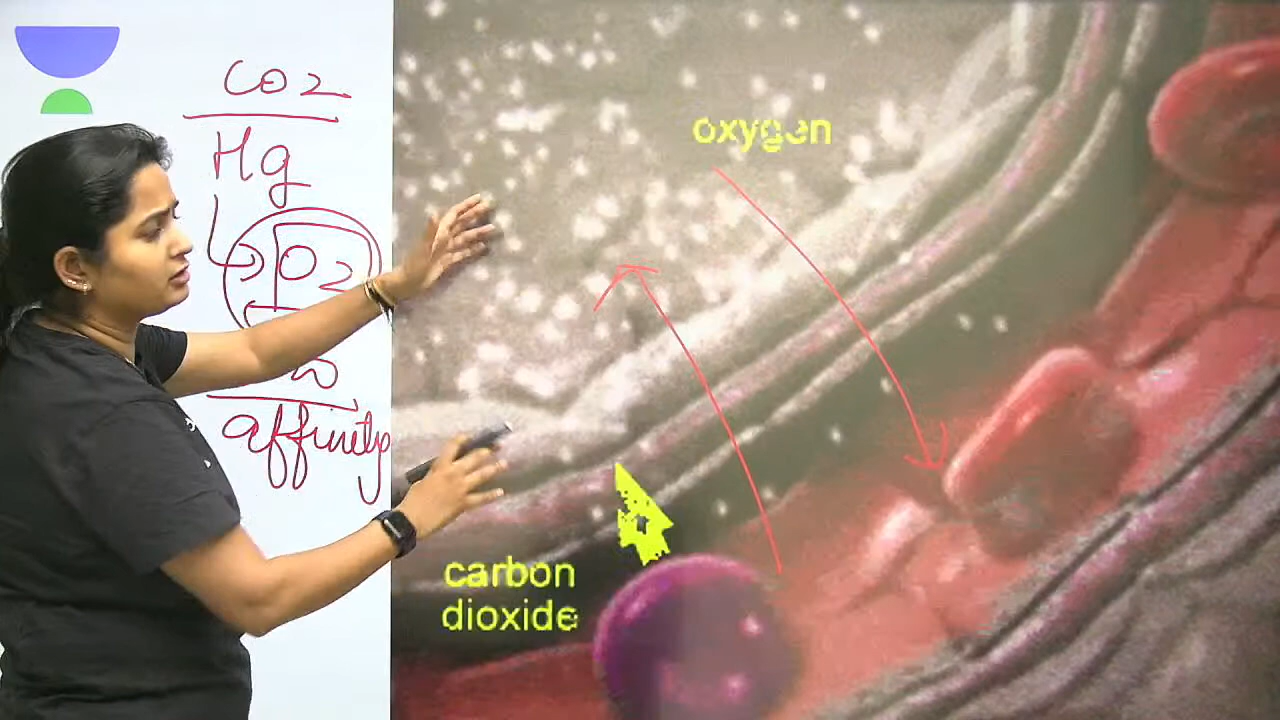 CO2
Hg
O2
affinity
oxygen
carbon
dioxide